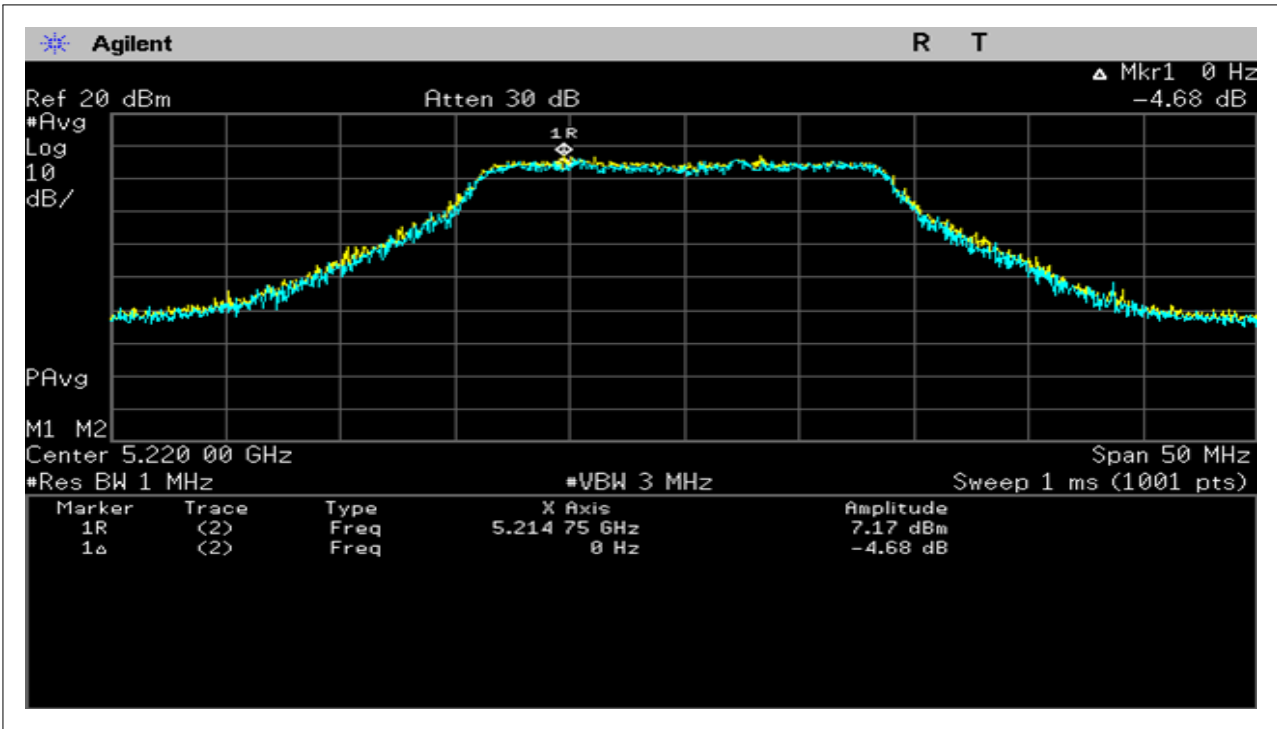 Agilent R T
Δ Mkr1 0 Hz
Ref 20 dBm Atten 30 dB -4.68 dB
#Avg
Log
10
dB/
1R
PAvg
M1 M2
Center 5.220 00 GHz Span 50 MHz
#Res BW 1 MHz #VBW 3 MHz Sweep 1 ms (1001 pts)
Marker Trace Type X Axis Amplitude
1R (2) Freq 5.214 75 GHz 7.17 dBm
1Δ (2) Freq 0 Hz -4.68 dB